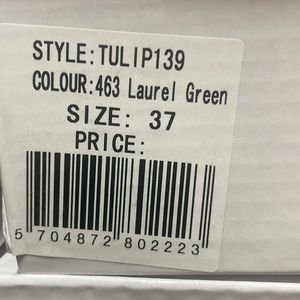 STYLE:TULIP139
COLOUR:463 Laurel Green
SIZE: 37
PRICE:
5 704872 802223